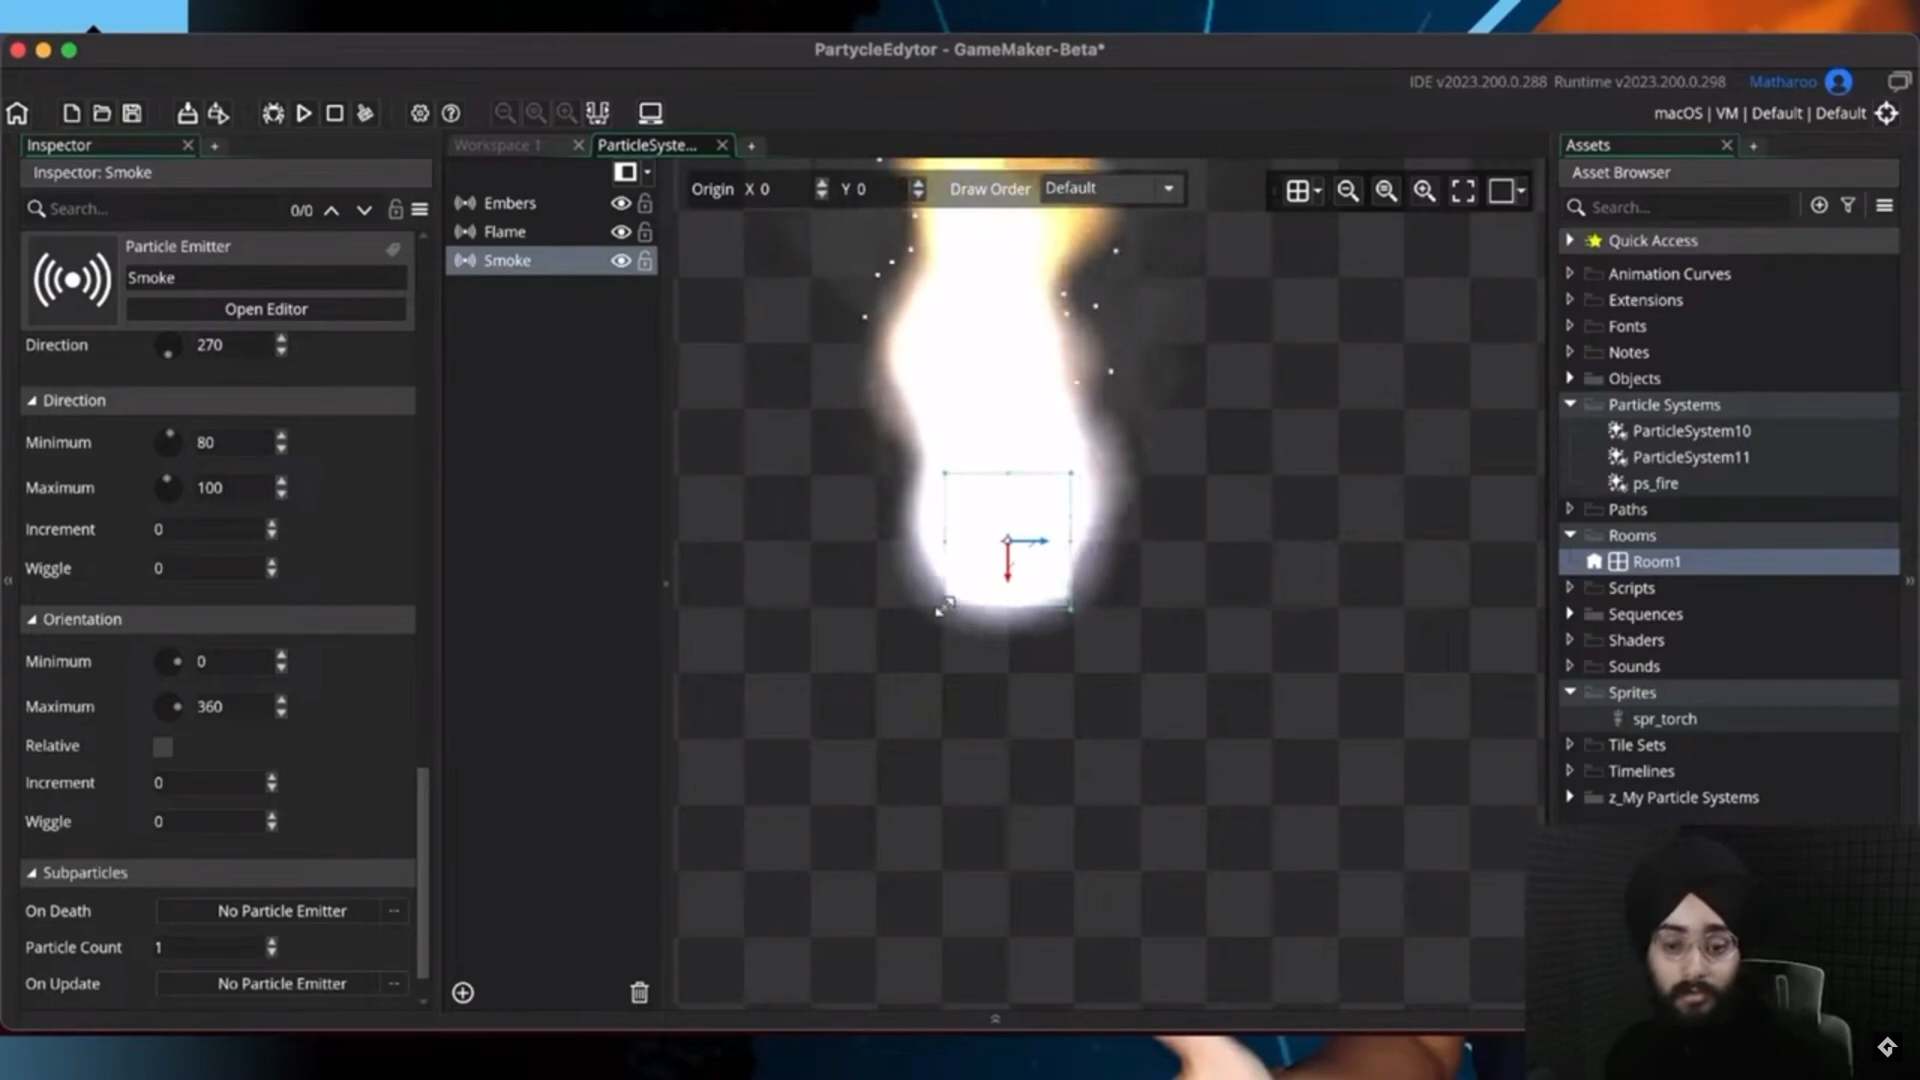 PartycleEdytor - GameMaker-Beta*
IDE v2023.200.0.288 Runtime v2023.200.0.298 Matharoo
macOS | VM | Default | Default
Inspector
Inspector: Smoke
Search...
0/0
Particle Emitter
Smoke
Open Editor
Direction 270
Direction
Minimum 80
Maximum 100
Increment 0
Wiggle 0
Orientation
Minimum 0
Maximum 360
Relative
Increment 0
Wiggle 0
Subparticles
On Death No Particle Emitter ...
Particle Count 1
On Update No Particle Emitter ...
Workspace 1
ParticleSyste...
Embers
Flame
Smoke
Origin X 0 Y 0 Draw Order Default
Assets
Asset Browser
Search...
Quick Access
Animation Curves
Extensions
Fonts
Notes
Objects
Particle Systems
ParticleSystem10
ParticleSystem11
ps_fire
Paths
Rooms
Room1
Scripts
Sequences
Shaders
Sounds
Sprites
spr_torch
Tile Sets
Timelines
z_My Particle Systems